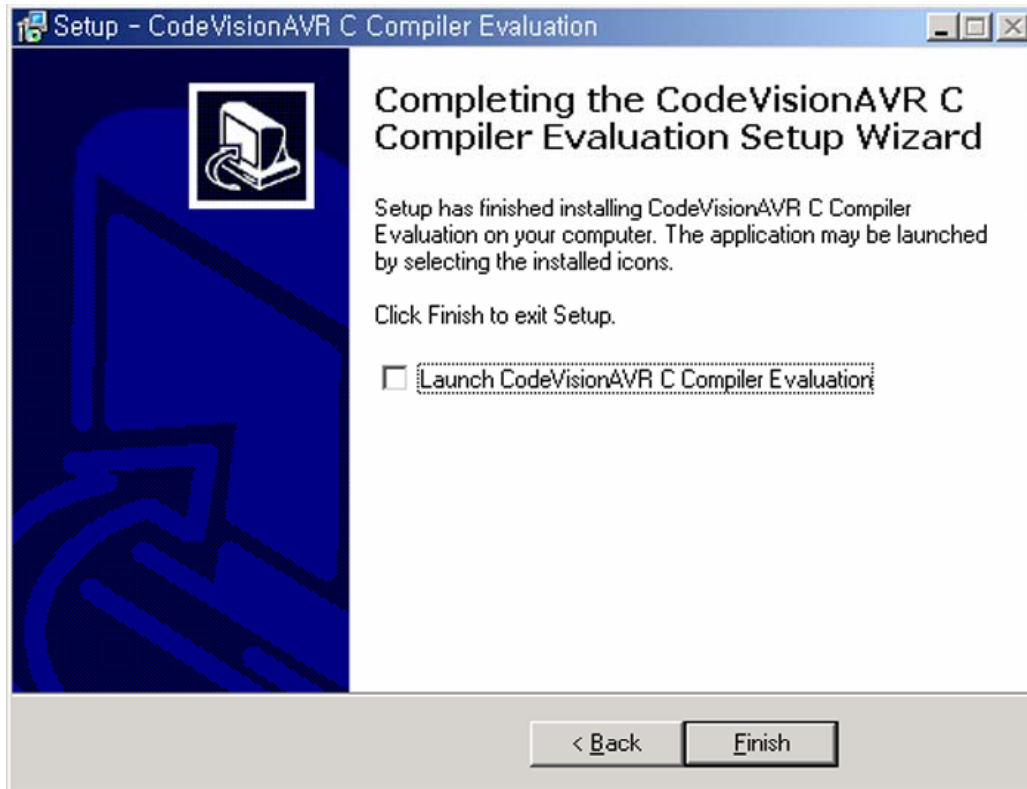 Setup - CodeVisionAVR C Compiler Evaluation
Completing the CodeVisionAVR C
Compiler Evaluation Setup Wizard
Setup has finished installing CodeVisionAVR C Compiler
Evaluation on your computer. The application may be launched
by selecting the installed icons.
Click Finish to exit Setup.
Launch CodeVisionAVR C Compiler Evaluation
< Back
Finish